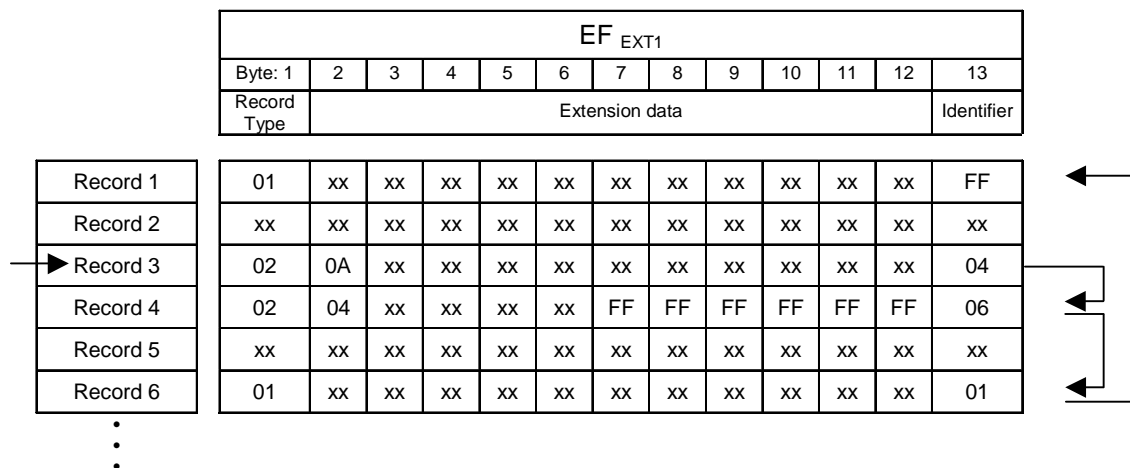 EF EXT1
Byte: 1 2 3 4 5 6 7 8 9 10 11 12 13
Record Type Extension data Identifier
Record 1 01 xx xx xx xx xx xx xx xx xx xx xx FF
Record 2 xx xx xx xx xx xx xx xx xx xx xx xx xx
Record 3 02 0A xx xx xx xx xx xx xx xx xx xx 04
Record 4 02 04 xx xx xx xx FF FF FF FF FF FF 06
Record 5 xx xx xx xx xx xx xx xx xx xx xx xx xx
Record 6 01 xx xx xx xx xx xx xx xx xx xx xx 01